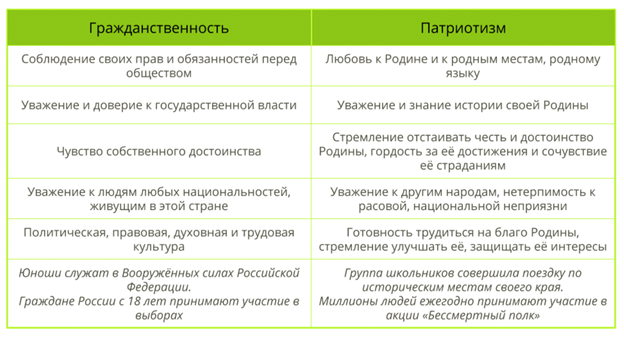 Гражданственность
Патриотизм
Соблюдение своих прав и обязанностей перед
обществом
Любовь к Родине и к родным местам, родному
языку
Уважение и доверие к государственной власти
Уважение и знание истории своей Родины
Чувство собственного достоинства
Стремление отстаивать честь и достоинство
Родины, гордость за её достижения и сочувствие
её страданиям
Уважение к людям любых национальностей,
живущим в этой стране
Уважение к другим народам, нетерпимость к
расовой, национальной неприязни
Политическая, правовая, духовная и трудовая
культура
Готовность трудиться на благо Родины,
стремление улучшать её, защищать её интересы
Юноши служат в Вооружённых силах Российской
Федерации.
Граждане России с 18 лет принимают участие в
выборах
Группа школьников совершила поездку по
историческим местам своего края.
Миллионы людей ежегодно принимают участие в
акции «Бессмертный полк»